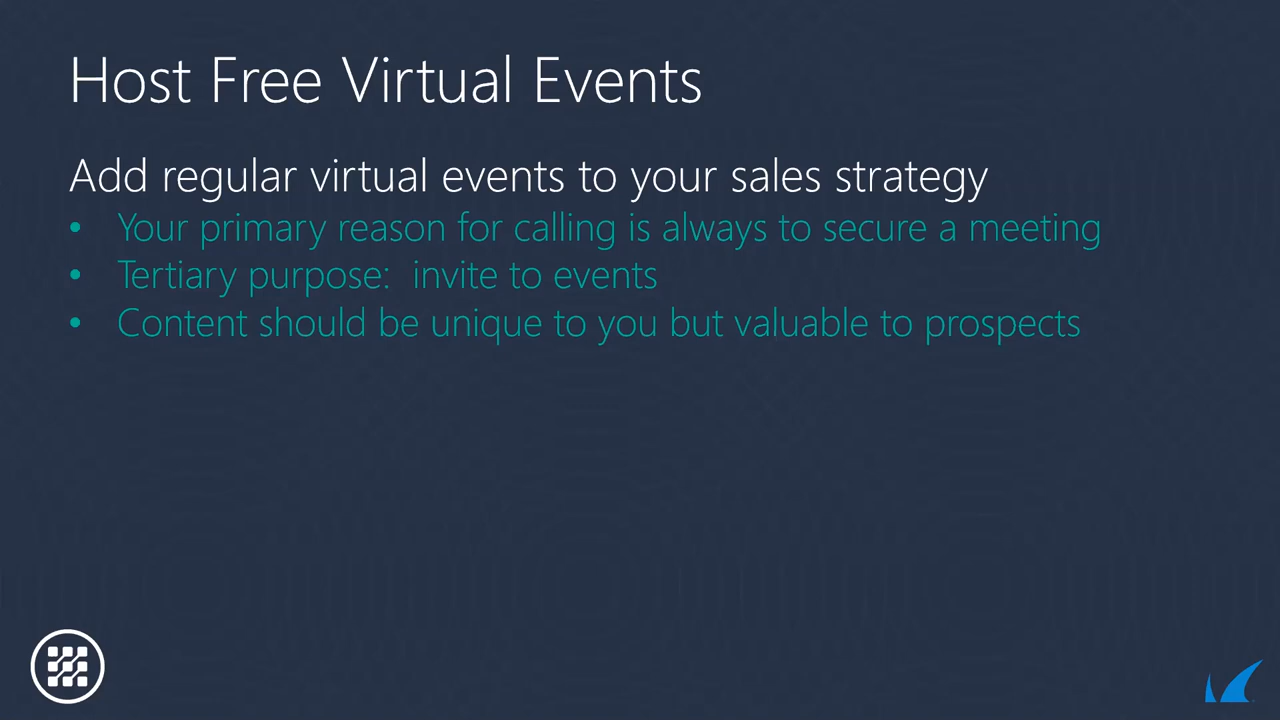 Host Free Virtual Events
Add regular virtual events to your sales strategy
• Your primary reason for calling is always to secure a meeting
• Tertiary purpose:  invite to events
• Content should be unique to you but valuable to prospects